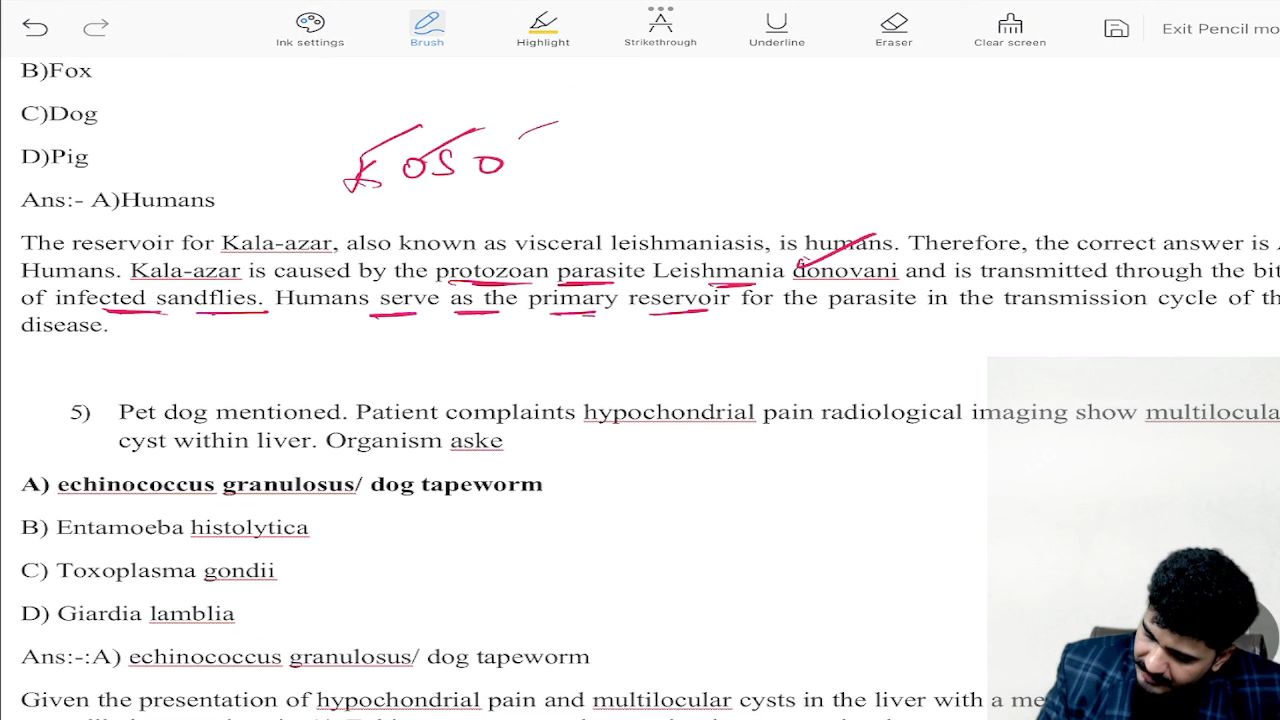 Ink settings
Brush
Highlight
Strikethrough
Underline
Eraser
Clear screen
Exit Pencil mo
B)Fox
C)Dog
D)Pig
Ans:- A)Humans
The reservoir for Kala-azar, also known as visceral leishmaniasis, is humans. Therefore, the correct answer is
Humans. Kala-azar is caused by the protozoan parasite Leishmania donovani and is transmitted through the bit
of infected sandflies. Humans serve as the primary reservoir for the parasite in the transmission cycle of th
disease.
5) Pet dog mentioned. Patient complaints hypochondrial pain radiological imaging show multilocula
cyst within liver. Organism aske
A) echinococcus granulosus/ dog tapeworm
B) Entamoeba histolytica
C) Toxoplasma gondii
D) Giardia lamblia
Ans:-:A) echinococcus granulosus/ dog tapeworm
Given the presentation of hypochondrial pain and multilocular cysts in the liver with a me